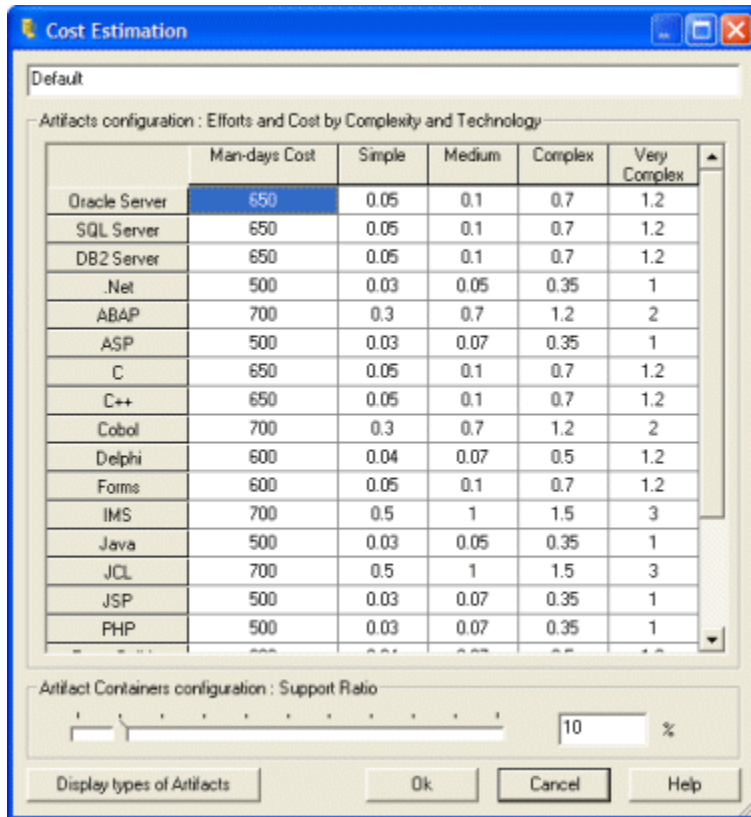 Cost Estimation
Default
Artifacts configuration : Efforts and Cost by Complexity and Technology
Man-days Cost Simple Medium Complex Very Complex
Oracle Server 650 0.05 0.1 0.7 1.2
SQL Server 650 0.05 0.1 0.7 1.2
DB2 Server 650 0.05 0.1 0.7 1.2
.Net 500 0.03 0.05 0.35 1
ABAP 700 0.3 0.7 1.2 2
ASP 500 0.03 0.07 0.35 1
C 650 0.05 0.1 0.7 1.2
C++ 650 0.05 0.1 0.7 1.2
Cobol 700 0.3 0.7 1.2 2
Delphi 600 0.04 0.07 0.5 1.2
Forms 600 0.05 0.1 0.7 1.2
IMS 700 0.5 1 1.5 3
Java 500 0.03 0.05 0.35 1
JCL 700 0.5 1 1.5 3
JSP 500 0.03 0.07 0.35 1
PHP 500 0.03 0.07 0.35 1
Artifact Containers configuration : Support Ratio
10 %
Display types of Artifacts Ok Cancel Help